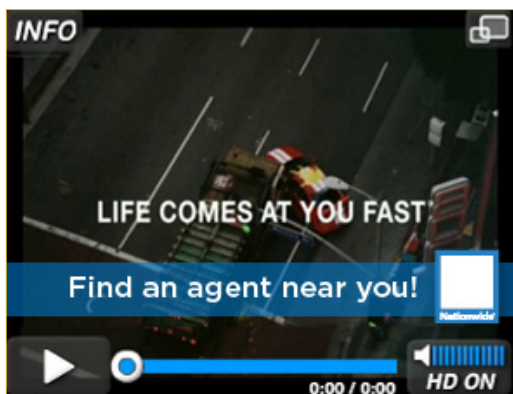 INFO
LIFE COMES AT YOU FAST
Find an agent near you!
Nationwide®
0:00 / 0:00
HD ON